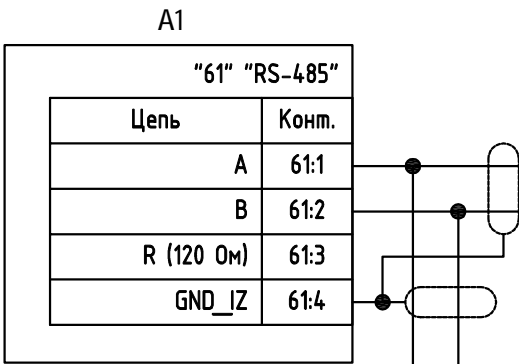 A1
"61" "RS-485"
Цепь Конт.
A 61:1
B 61:2
R (120 Ом) 61:3
GND_IZ 61:4